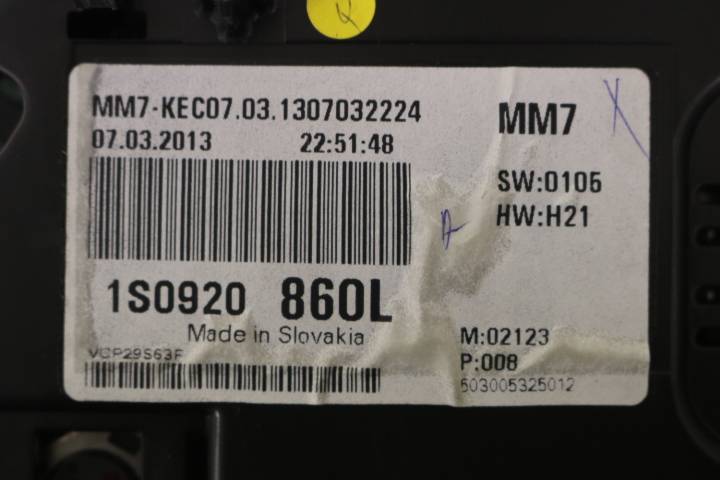 MM7-KEC07.03.1307032224
07.03.2013 22:51:48
MM7
SW:0105
HW:H21
1S0920 860L
Made in Slovakia
VCP29S63F
M:02123
P:008
503005325012